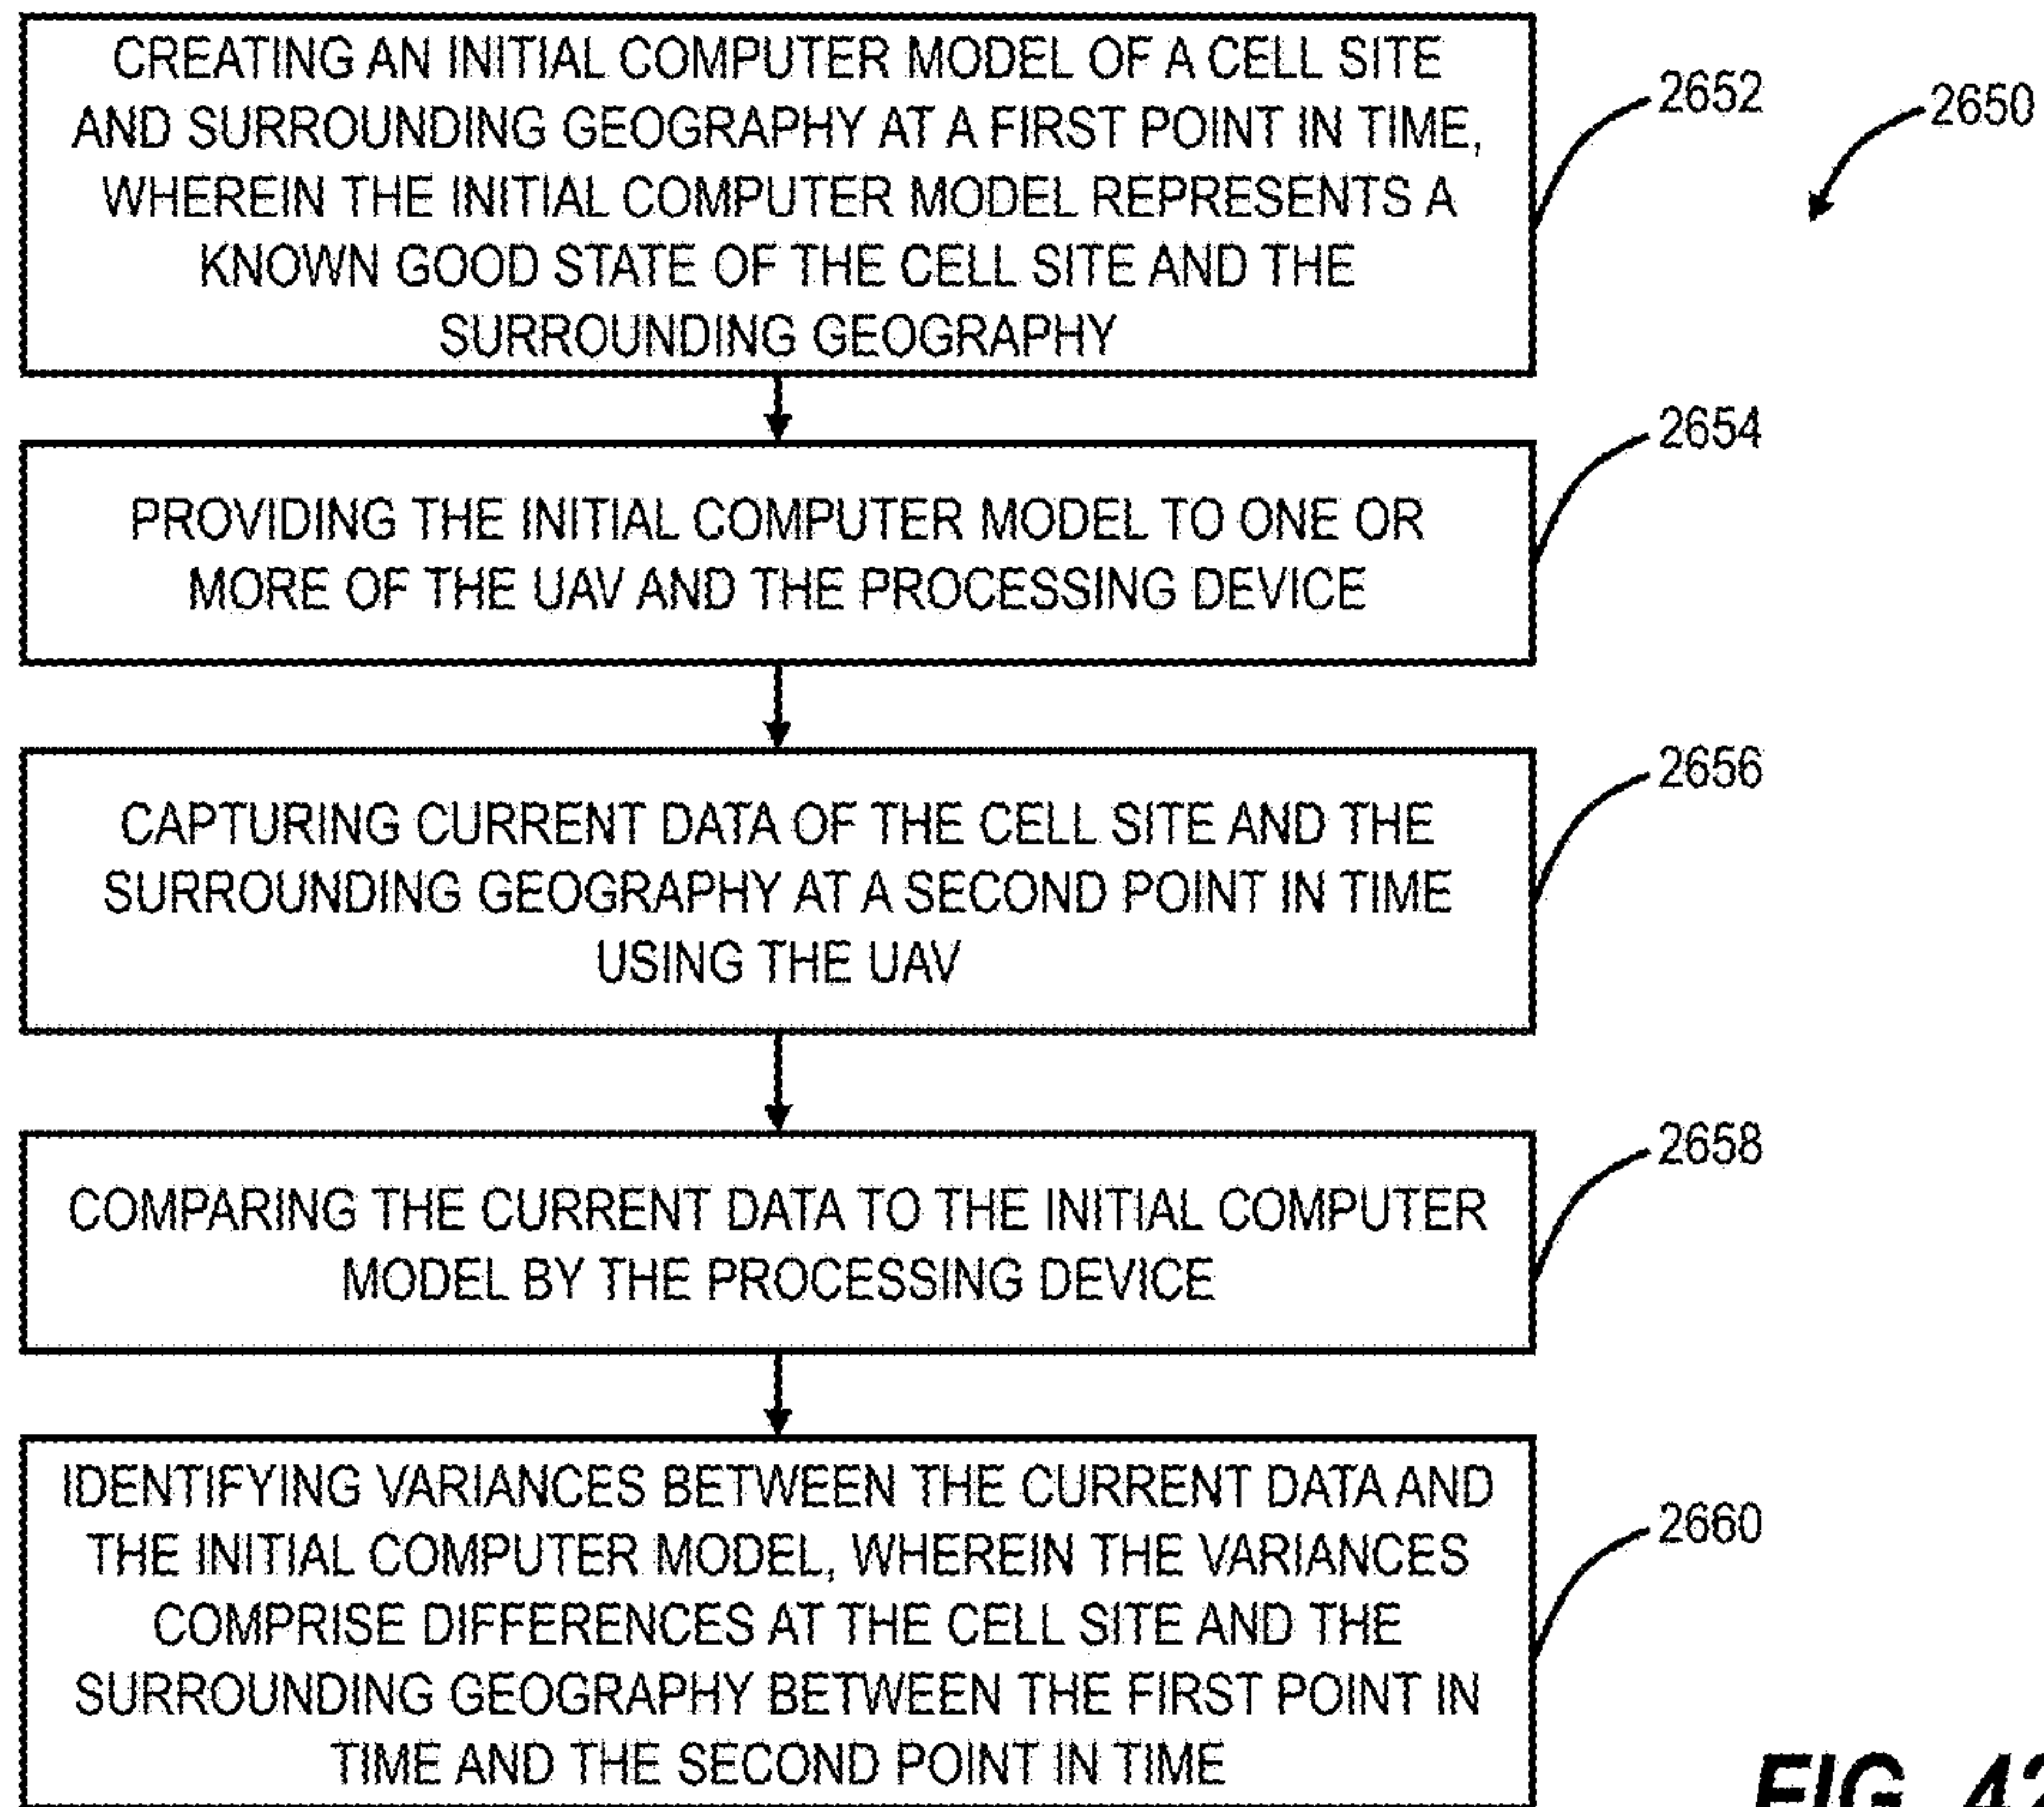 CREATING AN INITIAL COMPUTER MODEL OF A CELL SITE
AND SURROUNDING GEOGRAPHY AT A FIRST POINT IN TIME,
WHEREIN THE INITIAL COMPUTER MODEL REPRESENTS A
KNOWN GOOD STATE OF THE CELL SITE AND THE
SURROUNDING GEOGRAPHY
2652
2650
PROVIDING THE INITIAL COMPUTER MODEL TO ONE OR
MORE OF THE UAV AND THE PROCESSING DEVICE
2654
CAPTURING CURRENT DATA OF THE CELL SITE AND THE
SURROUNDING GEOGRAPHY AT A SECOND POINT IN TIME
USING THE UAV
2656
COMPARING THE CURRENT DATA TO THE INITIAL COMPUTER
MODEL BY THE PROCESSING DEVICE
2658
IDENTIFYING VARIANCES BETWEEN THE CURRENT DATA AND
THE INITIAL COMPUTER MODEL, WHEREIN THE VARIANCES
COMPRISE DIFFERENCES AT THE CELL SITE AND THE
SURROUNDING GEOGRAPHY BETWEEN THE FIRST POINT IN
TIME AND THE SECOND POINT IN TIME
2660
FIG.